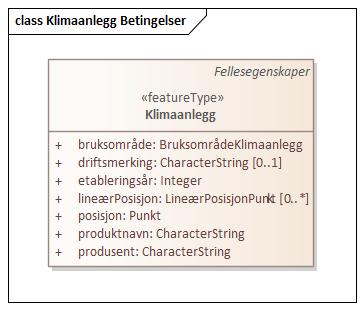 class Klimaanlegg Betingelser
Fellesegenskaper
«featureType»
Klimaanlegg
+ bruksområde: BruksområdeKlimaanlegg
+ driftsmerking: CharacterString [0..1]
+ etableringsår: Integer
+ lineærPosisjon: LineærPosisjonPunkt [0..*]
+ posisjon: Punkt
+ produktnavn: CharacterString
+ produsent: CharacterString